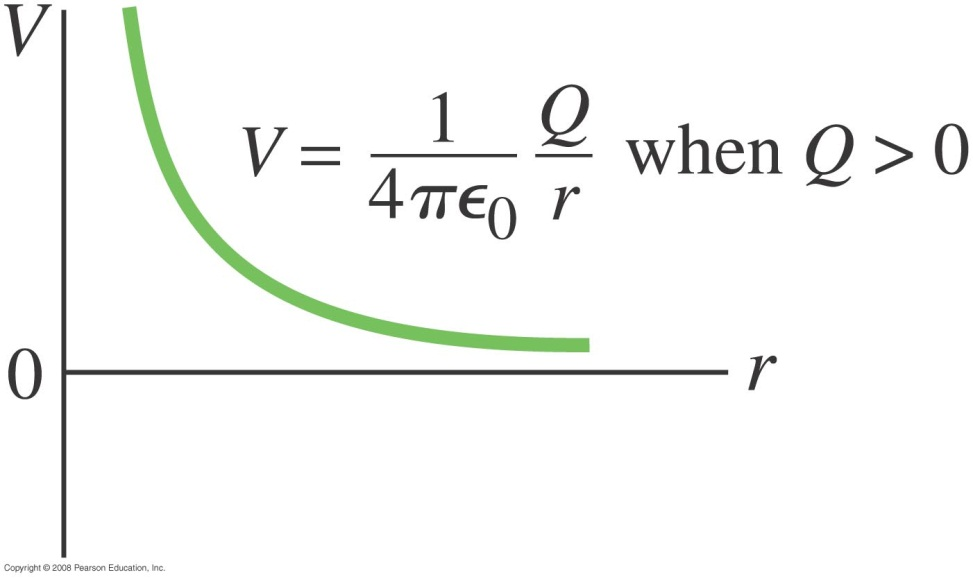 V
V = 1/4πϵ₀ Q/r when Q > 0
0
r
Copyright © 2008 Pearson Education, Inc.